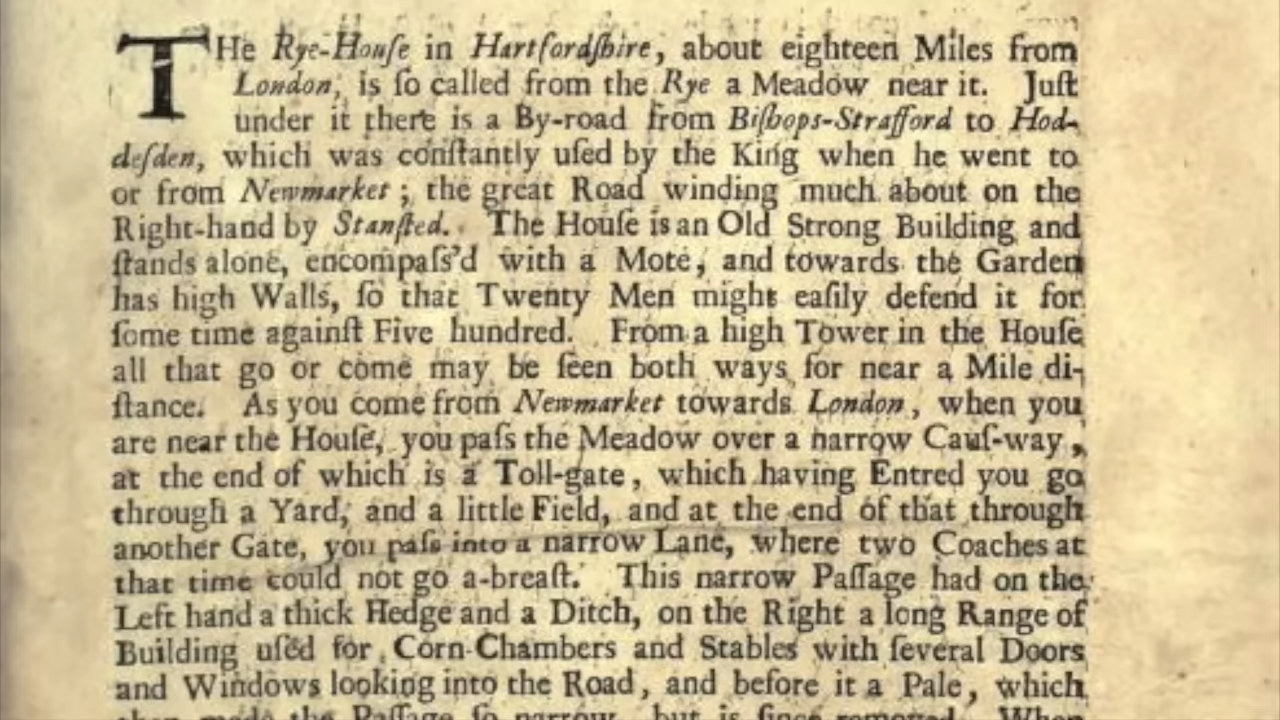 THe Rye-Houſe in Hartfordſhire, about eighteen Miles from
London, is ſo called from the Rye a Meadow near it. Juſt
under it there is a By-road from Biſhops-Strafford to Hod-
deſden, which was conſtantly uſed by the King when he went to
or from Newmarket; the great Road winding much about on the
Right-hand by Stanſted. The Houſe is an Old Strong Building and
ſtands alone, encompaſs'd with a Mote, and towards the Garden
has high Walls, ſo that Twenty Men might eaſily defend it for
ſome time againſt Five hundred. From a high Tower in the Houſe
all that go or come may be ſeen both ways for near a Mile di-
ſtance. As you come from Newmarket towards London, when you
are near the Houſe, you paſs the Meadow over a narrow Cauſ-way,
at the end of which is a Toll-gate, which having Entred you go
through a Yard, and a little Field, and at the end of that through
another Gate, you paſs into a narrow Lane, where two Coaches at
that time could not go a-breaſt. This narrow Paſſage had on the
Left hand a thick Hedge and a Ditch, on the Right a long Range of
Building uſed for Corn-Chambers and Stables with ſeveral Doors
and Windows looking into the Road, and before it a Pale, which
then made the Paſſage ſo narrow, but is ſince removed. When